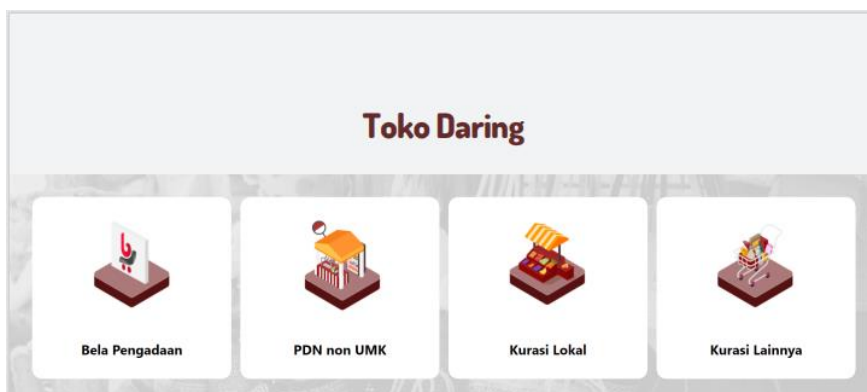 Toko Daring
Bela Pengadaan
PDN non UMK
Kurasi Lokal
Kurasi Lainnya